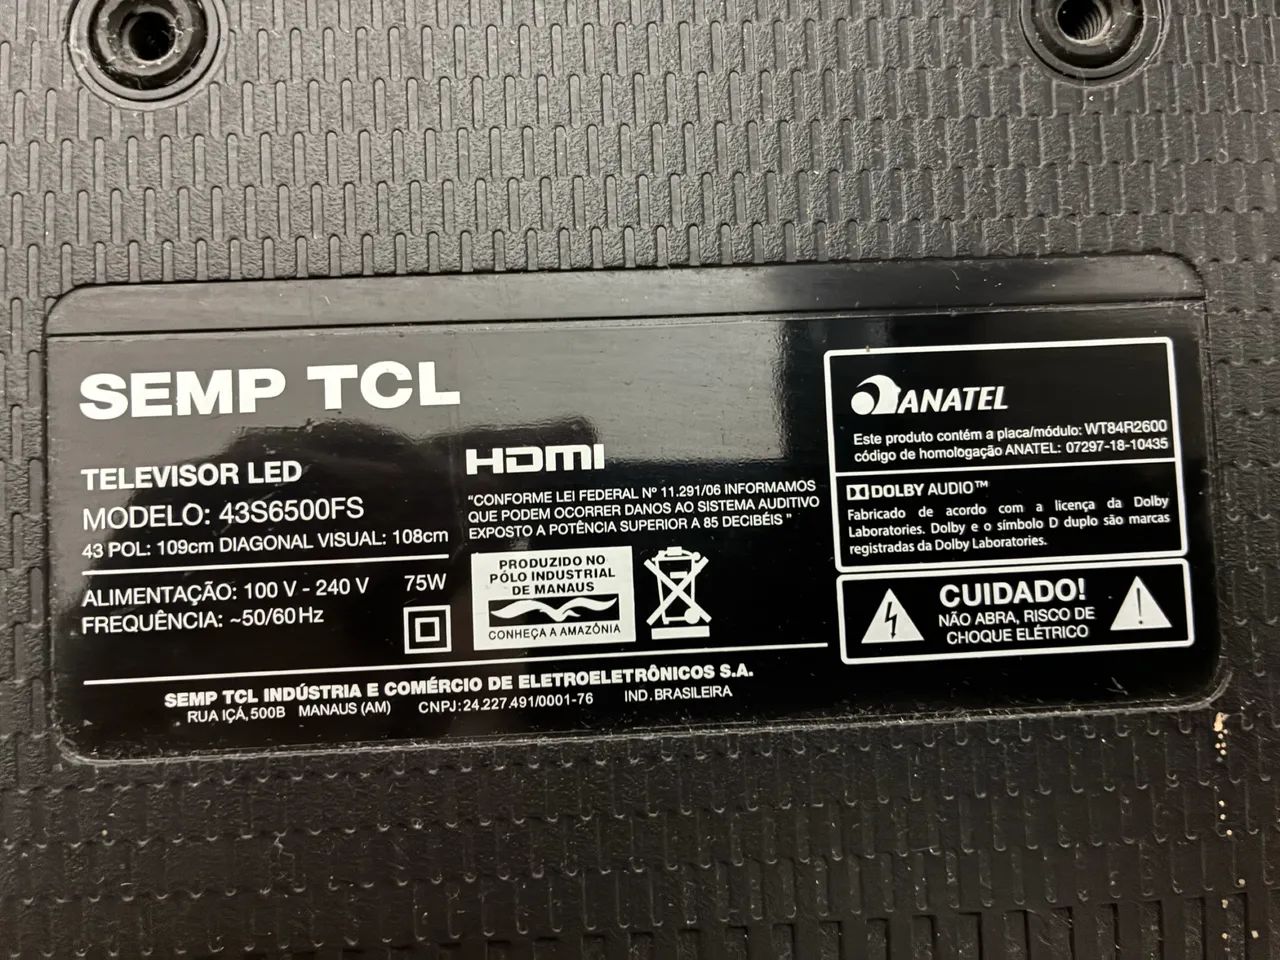 SEMP TCL
TELEVISOR LED
MODELO: 43S6500FS
43 POL: 109cm DIAGONAL VISUAL: 108cm
ALIMENTAÇÃO: 100 V - 240 V 75W
FREQUÊNCIA: ~50/60Hz
HDMI
"CONFORME LEI FEDERAL Nº 11.291/06 INFORMAMOS
QUE PODEM OCORRER DANOS AO SISTEMA AUDITIVO
EXPOSTO A POTÊNCIA SUPERIOR A 85 DECIBÉIS"
PRODUZIDO NO
PÓLO INDUSTRIAL
DE MANAUS
CONHEÇA A AMAZÔNIA
ANATEL
Este produto contém a placa/módulo: WT84R2600
código de homologação ANATEL: 07297-18-10435
DOLBY AUDIO™
Fabricado de acordo com a licença da Dolby
Laboratories. Dolby e o símbolo D duplo são marcas
registradas da Dolby Laboratories.
CUIDADO!
NÃO ABRA, RISCO DE
CHOQUE ELÉTRICO
SEMP TCL INDÚSTRIA E COMÉRCIO DE ELETROELETRÔNICOS S.A.
RUA IÇÁ, 500B MANAUS (AM) CNPJ: 24.227.491/0001-76 IND. BRASILEIRA